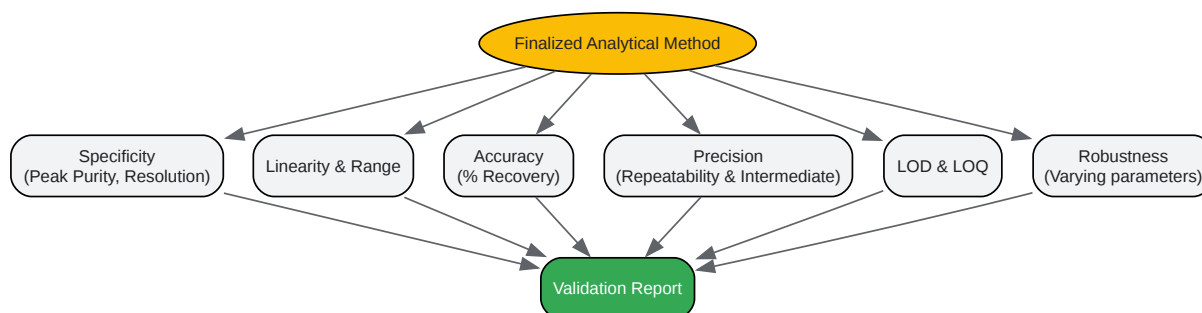 Finalized Analytical Method
Specificity
(Peak Purity, Resolution)
Linearity & Range
Accuracy
(% Recovery)
Precision
(Repeatability & Intermediate)
LOD & LOQ
Robustness
(Varying parameters)
Validation Report